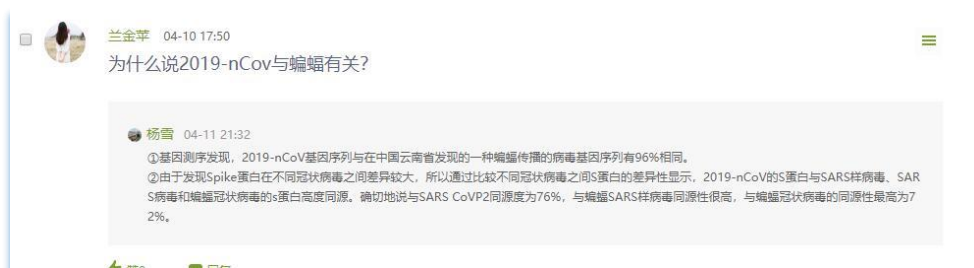 兰金苹 04-10 17:50
为什么说2019-nCov与蝙蝠有关?
杨雪 04-11 21:32
①基因测序发现，2019-nCoV基因序列与在中国云南省发现的一种蝙蝠传播的病毒基因序列有96%相同。
②由于发现Spike蛋白在不同冠状病毒之间差异较大，所以通过比较不同冠状病毒之间S蛋白的差异性显示，2019-nCoV的S蛋白与SARS样病毒、SAR
S病毒和蝙蝠冠状病毒的s蛋白高度同源。确切地说与SARS CoVP2同源度为76%，与蝙蝠SARS样病毒同源性很高，与蝙蝠冠状病毒的同源性最高为7
2%。